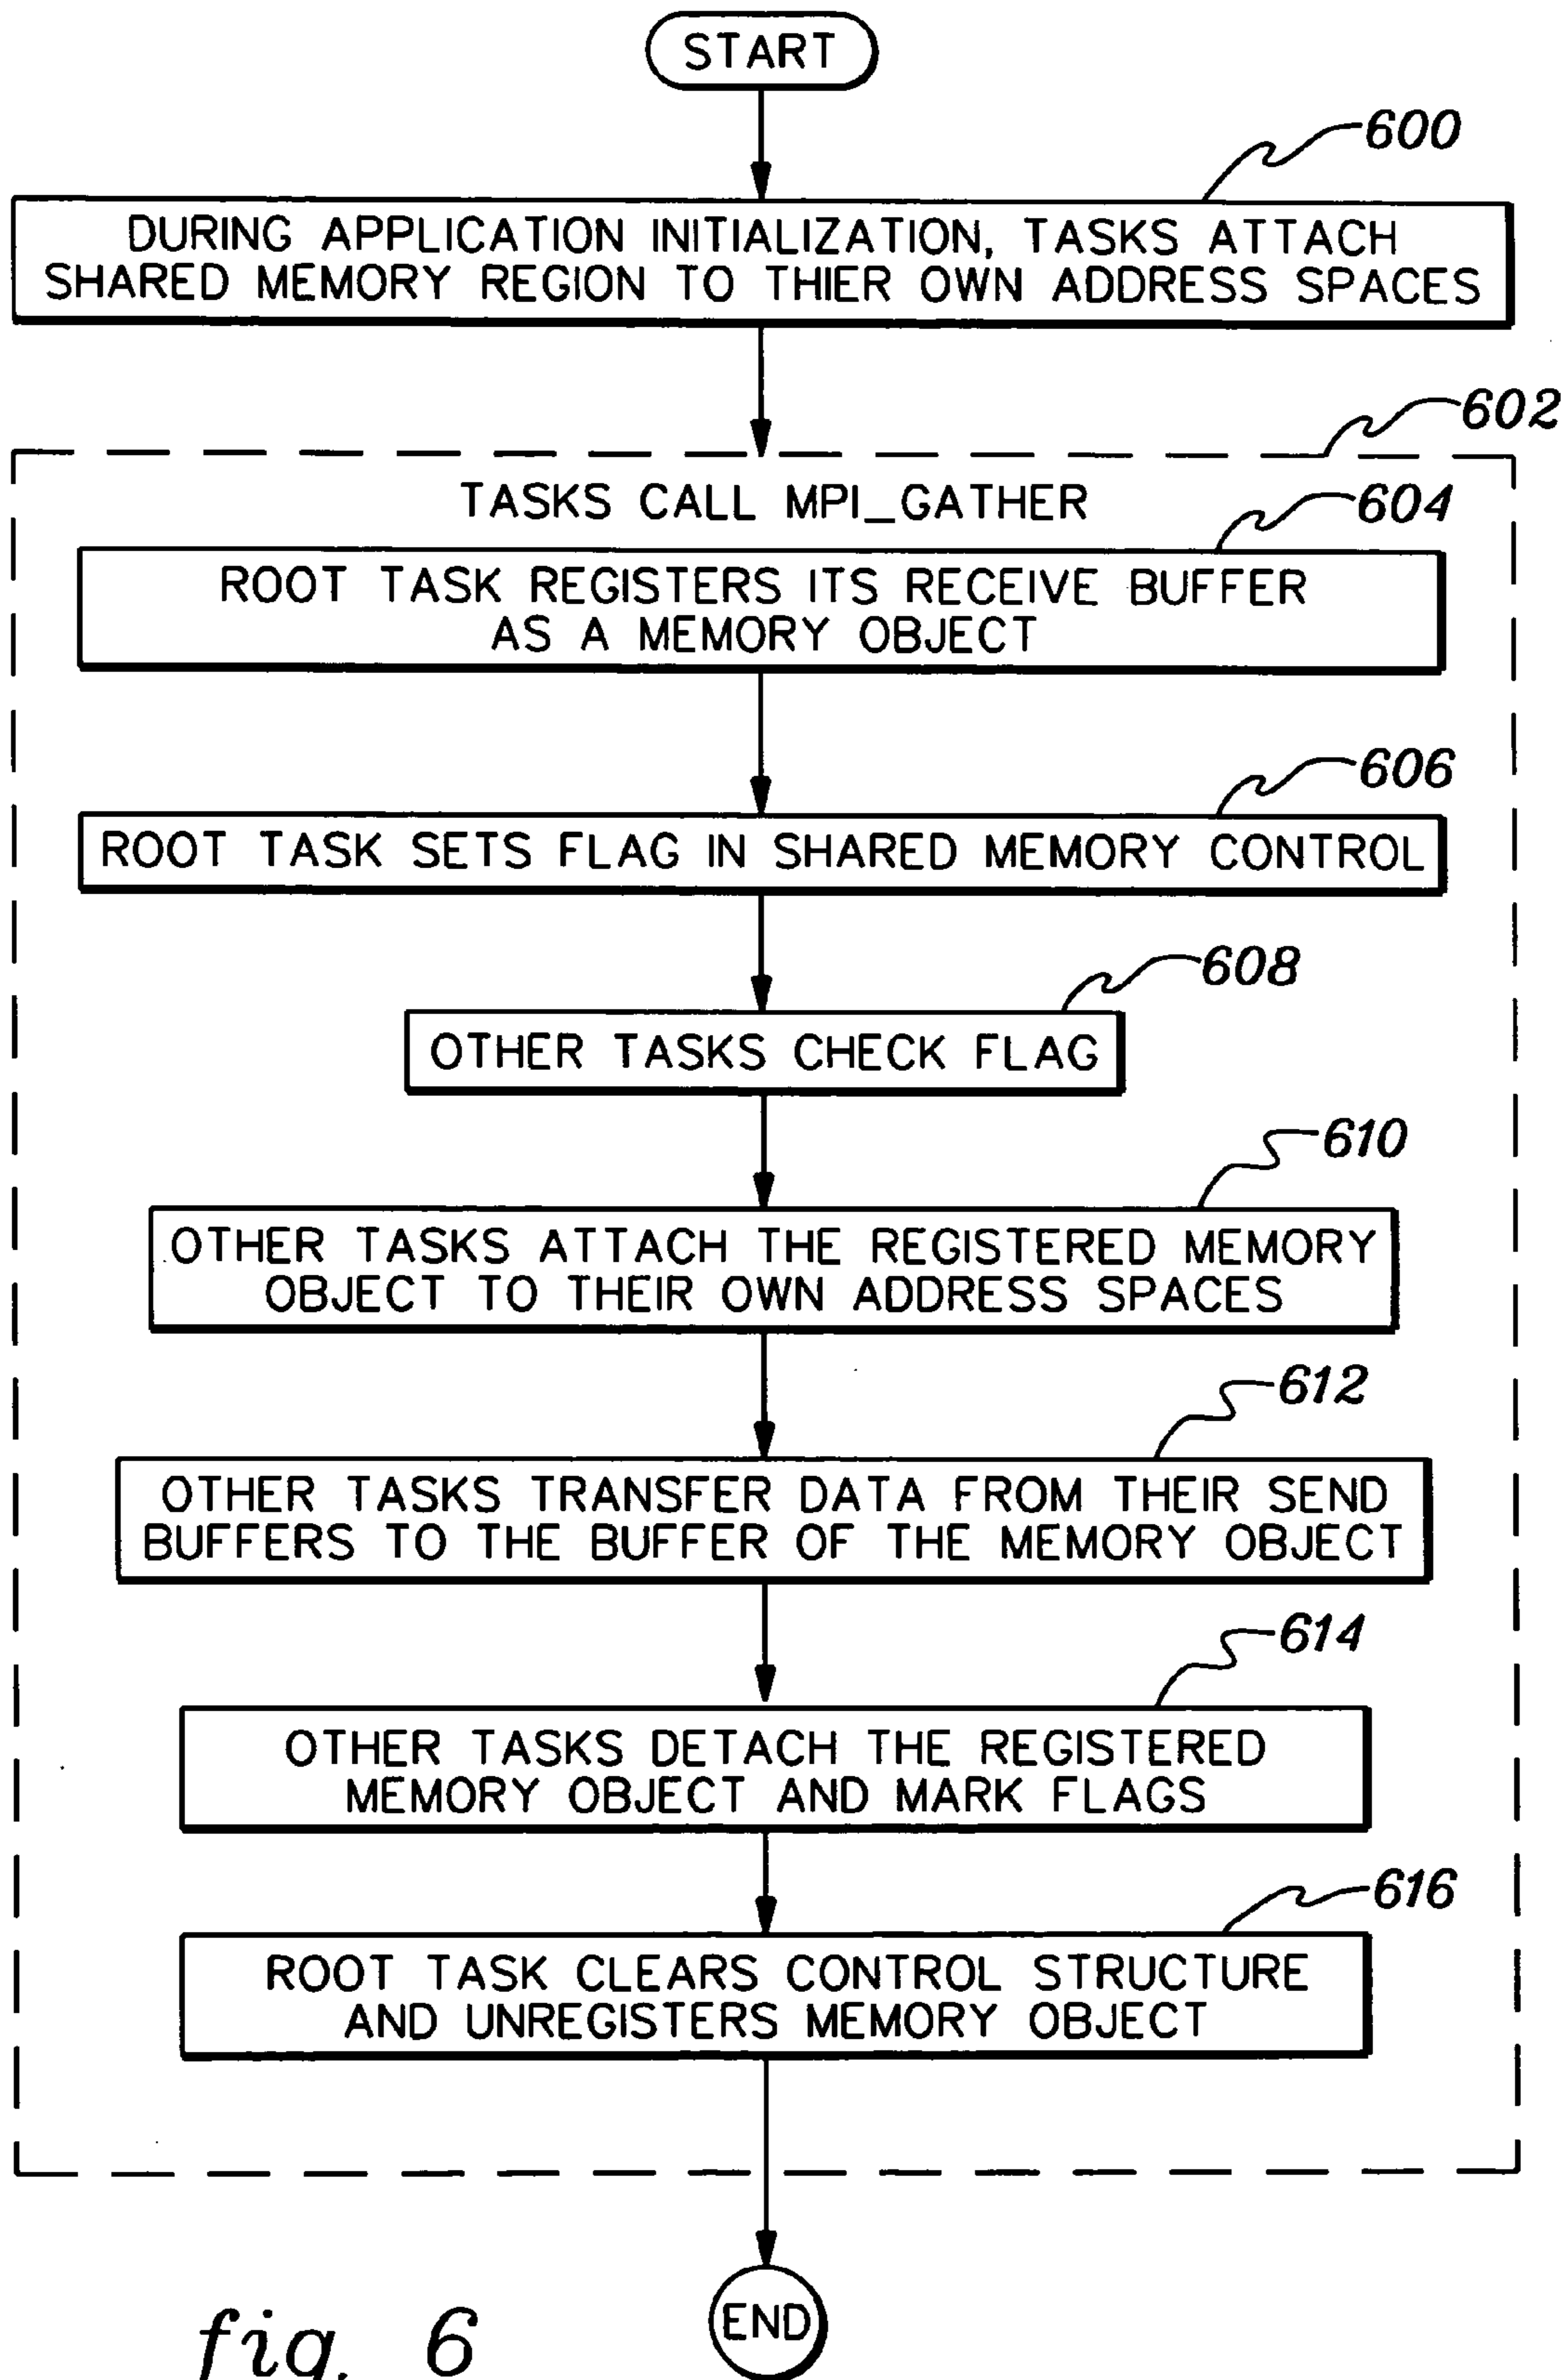 START
600
DURING APPLICATION INITIALIZATION, TASKS ATTACH
SHARED MEMORY REGION TO THIER OWN ADDRESS SPACES
602
TASKS CALL MPI_GATHER
604
ROOT TASK REGISTERS ITS RECEIVE BUFFER
AS A MEMORY OBJECT
606
ROOT TASK SETS FLAG IN SHARED MEMORY CONTROL
608
OTHER TASKS CHECK FLAG
610
OTHER TASKS ATTACH THE REGISTERED MEMORY
OBJECT TO THEIR OWN ADDRESS SPACES
612
OTHER TASKS TRANSFER DATA FROM THEIR SEND
BUFFERS TO THE BUFFER OF THE MEMORY OBJECT
614
OTHER TASKS DETACH THE REGISTERED
MEMORY OBJECT AND MARK FLAGS
616
ROOT TASK CLEARS CONTROL STRUCTURE
AND UNREGISTERS MEMORY OBJECT
END
fig. 6